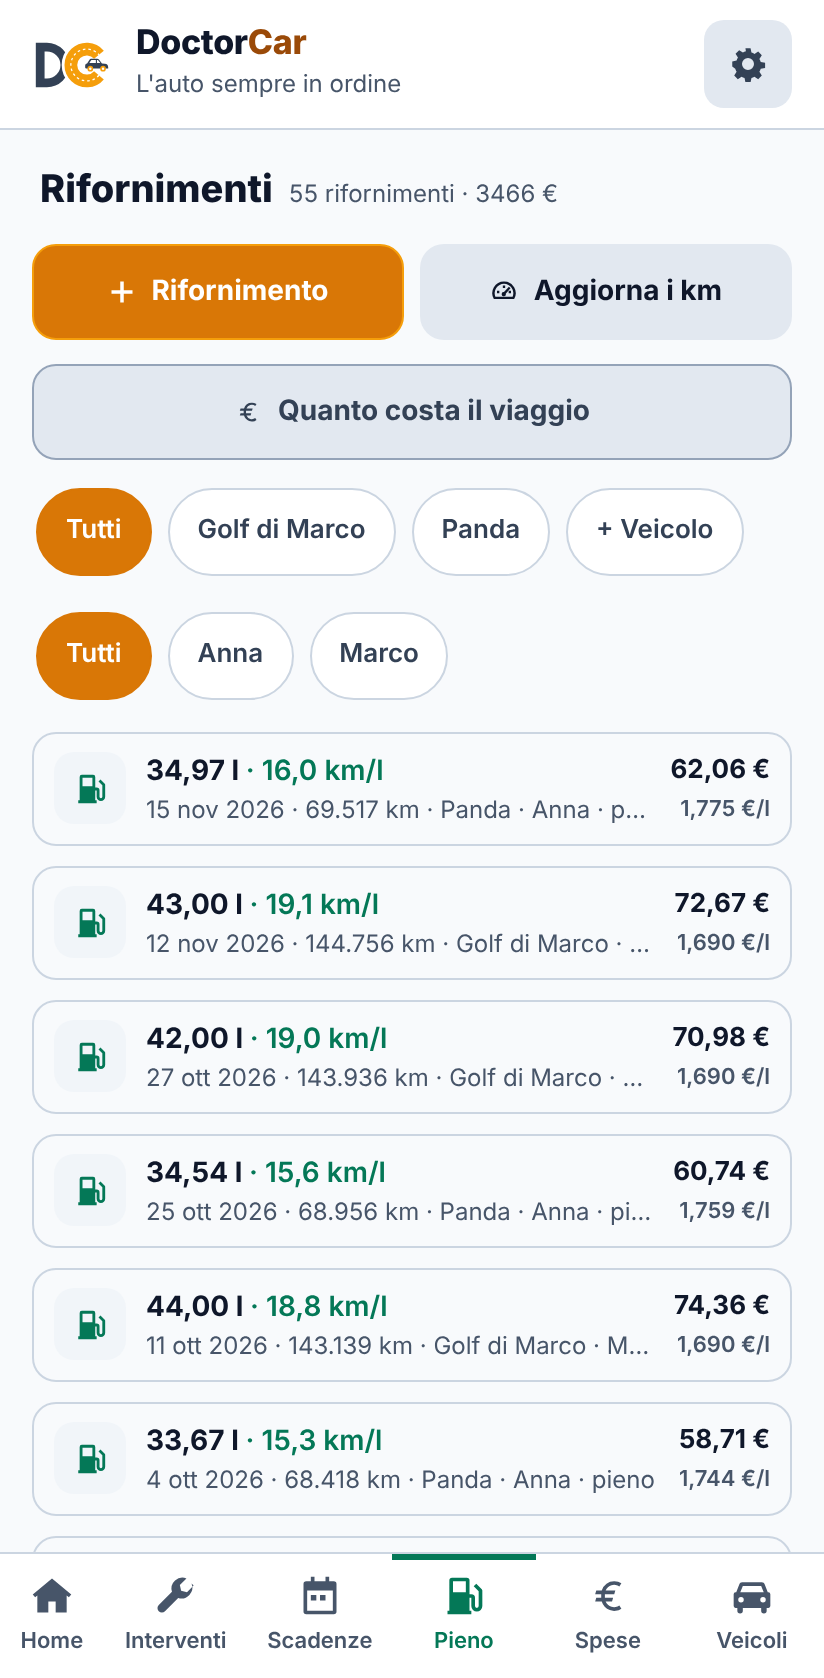 DC
DoctorCar
L'auto sempre in ordine
Rifornimenti 55 rifornimenti · 3466 €
+ Rifornimento
Aggiorna i km
€ Quanto costa il viaggio
Tutti Golf di Marco Panda + Veicolo
Tutti Anna Marco
34,97 l · 16,0 km/l 62,06 €
15 nov 2026 · 69.517 km · Panda · Anna · p... 1,775 €/l
43,00 l · 19,1 km/l 72,67 €
12 nov 2026 · 144.756 km · Golf di Marco · ... 1,690 €/l
42,00 l · 19,0 km/l 70,98 €
27 ott 2026 · 143.936 km · Golf di Marco · ... 1,690 €/l
34,54 l · 15,6 km/l 60,74 €
25 ott 2026 · 68.956 km · Panda · Anna · pi... 1,759 €/l
44,00 l · 18,8 km/l 74,36 €
11 ott 2026 · 143.139 km · Golf di Marco · M... 1,690 €/l
33,67 l · 15,3 km/l 58,71 €
4 ott 2026 · 68.418 km · Panda · Anna · pieno 1,744 €/l
Home Interventi Scadenze Pieno Spese Veicoli